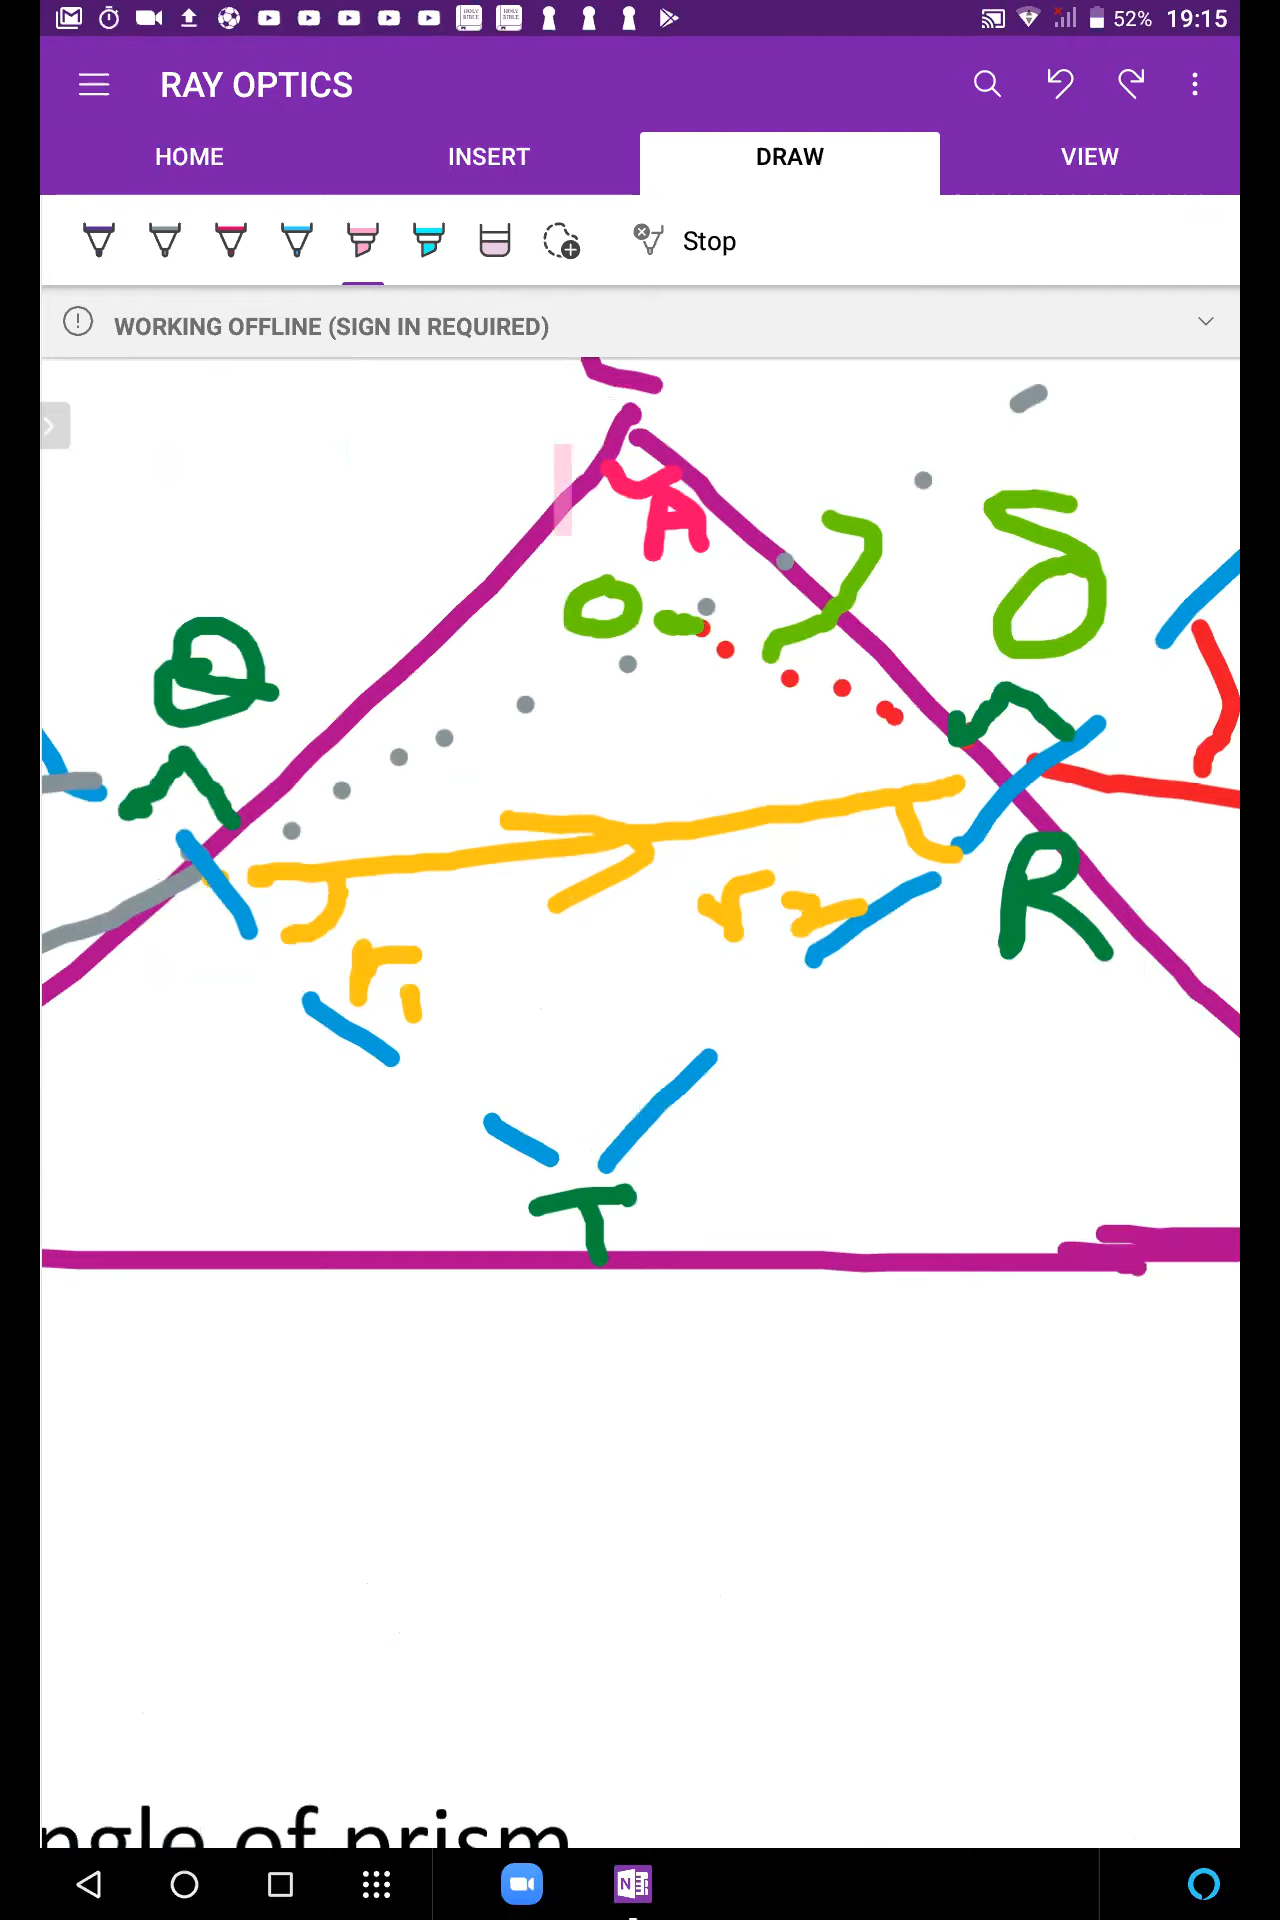 52% 19:15
RAY OPTICS
HOME INSERT DRAW VIEW
Stop
WORKING OFFLINE (SIGN IN REQUIRED)
A
O
δ
Q
R
r1
r2
T
ngle of prism